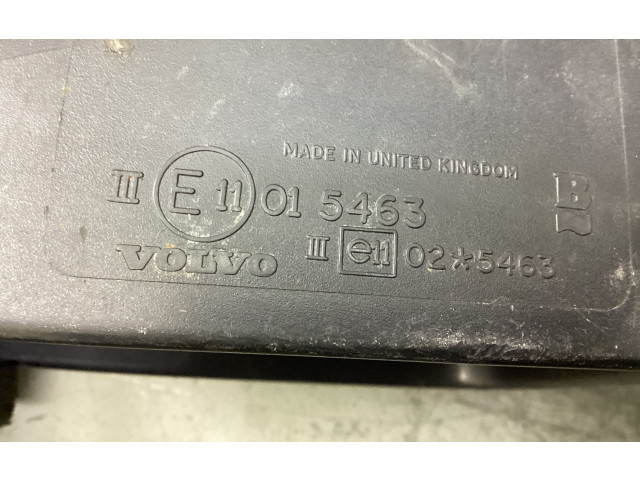 MADE IN UNITED KINGDOM
II E 11 01 5463 B
VOLVO III e11 02*5463